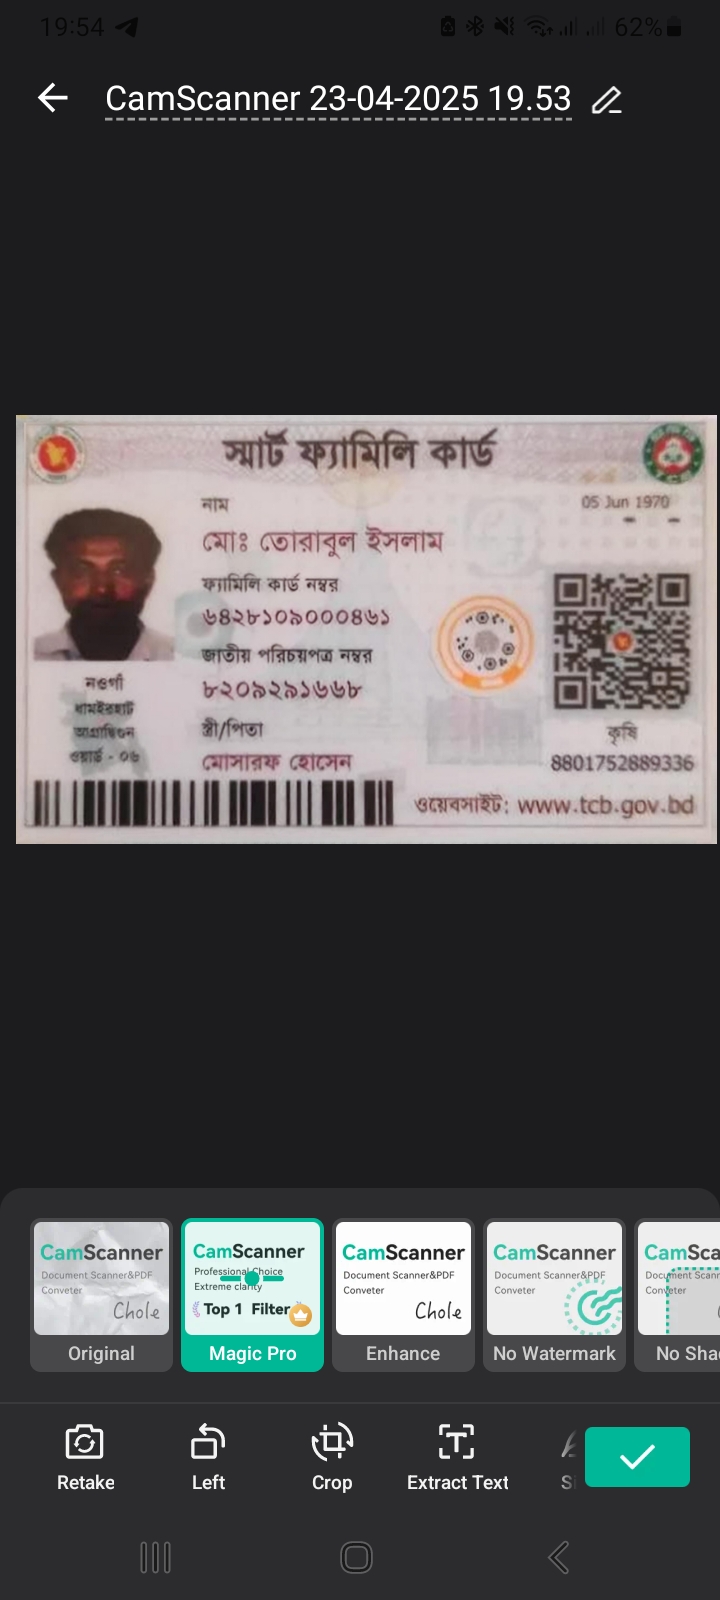 19:54
62%
CamScanner 23-04-2025 19.53
স্মার্ট ফ্যামিলি কার্ড
নাম
05 Jun 1970
মোঃ তোরাবুল ইসলাম
ফ্যামিলি কার্ড নম্বর
৬৪২৮১০৯০০০৪৬১
জাতীয় পরিচয়পত্র নম্বর
৮২০৯২৯১৬৬৮
নওগাঁ
ধামইরহাট
আগ্রাদ্বিগুন
ওয়ার্ড - ০৬
স্ত্রী/পিতা
মোসারফ হোসেন
কৃষি
8801752889336
ওয়েবসাইট: www.tcb.gov.bd
CamScanner
Document Scanner&PDF
Conveter
Chole
Original
CamScanner
Professional Choice
Extreme clarity
Top 1 Filter
Magic Pro
CamScanner
Document Scanner&PDF
Conveter
Chole
Enhance
CamScanner
Document Scanner&PDF
Conveter
No Watermark
CamSca
Document Scann
Conveter
No Sha
Retake
Left
Crop
Extract Text